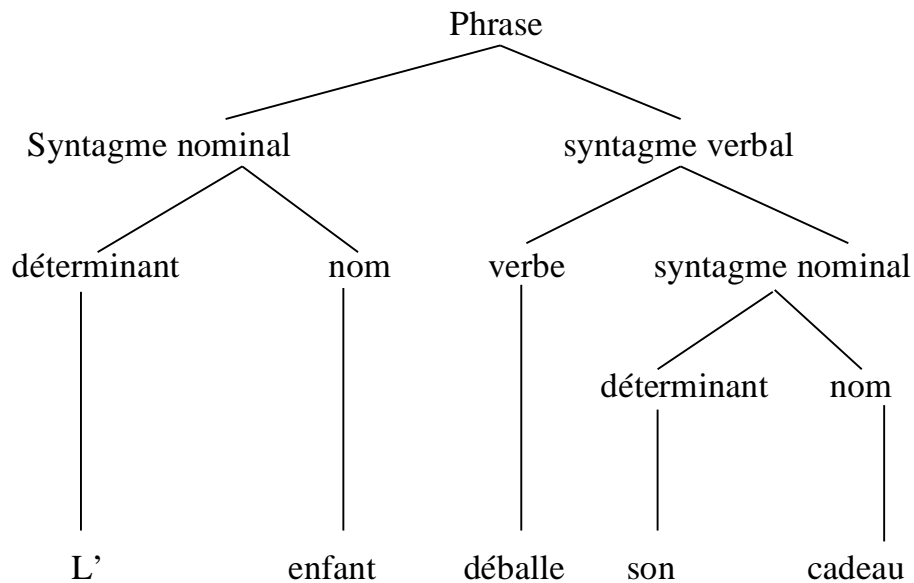 Phrase
Syntagme nominal syntagme verbal
déterminant nom verbe syntagme nominal
déterminant nom
L’ enfant déballe son cadeau